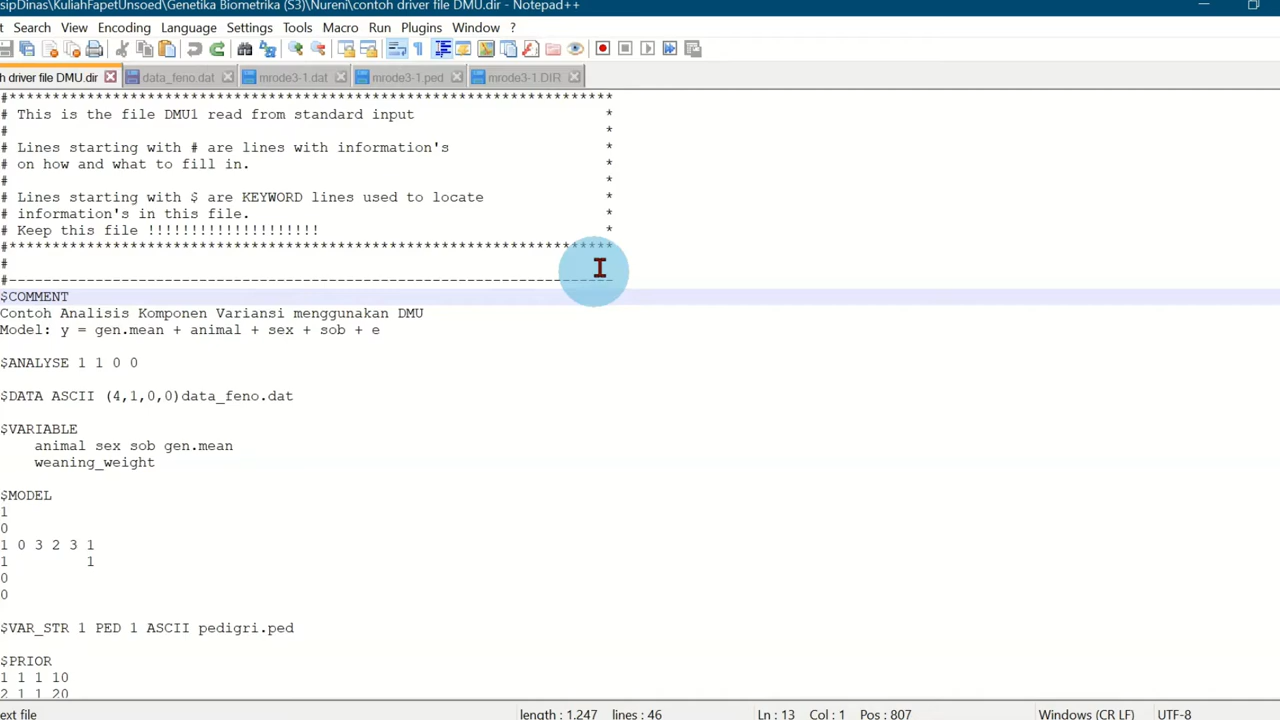 sipDinas\KuliahFapetUnsoed\Genetika Biometrika (S3)\Nureni\contoh driver file DMU.dir - Notepad++
t Search View Encoding Language Settings Tools Macro Run Plugins Window ?
h driver file DMU.dir data_feno.dat mrode3-1.dat mrode3-1.ped mrode3-1 DIR
#**********************************************************************
# This is the file DMU1 read from standard input *
# *
# Lines starting with # are lines with information's *
# on how and what to fill in. *
# *
# Lines starting with $ are KEYWORD lines used to locate *
# information's in this file. *
# Keep this file !!!!!!!!!!!!!!!!!!!! *
#**********************************************************************
#
#----------------------------------------------------------------------
$COMMENT
Contoh Analisis Komponen Variansi menggunakan DMU
Model: y = gen.mean + animal + sex + sob + e
$ANALYSE 1 1 0 0
$DATA ASCII (4,1,0,0)data_feno.dat
$VARIABLE
animal sex sob gen.mean
weaning_weight
$MODEL
1
0
1 0 3 2 3 1
1 1
0
0
$VAR_STR 1 PED 1 ASCII pedigri.ped
$PRIOR
1 1 1 10
2 1 1 20
ext file length : 1.247 lines : 46 Ln : 13 Col : 1 Pos : 807 Windows (CR LF) UTF-8